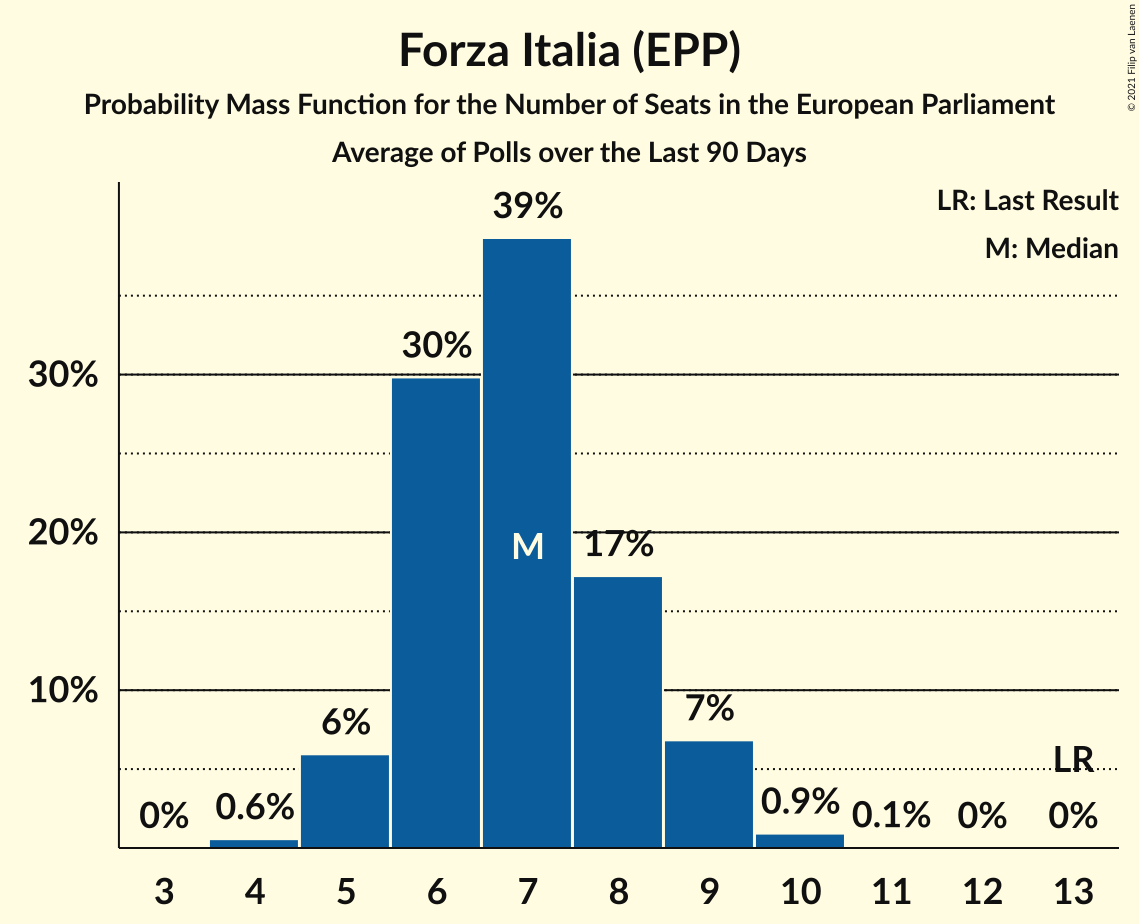 Forza Italia (EPP)
Probability Mass Function for the Number of Seats in the European Parliament
Average of Polls over the Last 90 Days
© 2021 Filip van Laenen
LR: Last Result
M: Median
39%
30%
30%
20%
17%
M
10%
7%
6%
LR
0%
0.6%
0.9%
0.1%
0%
0%
3 4 5 6 7 8 9 10 11 12 13